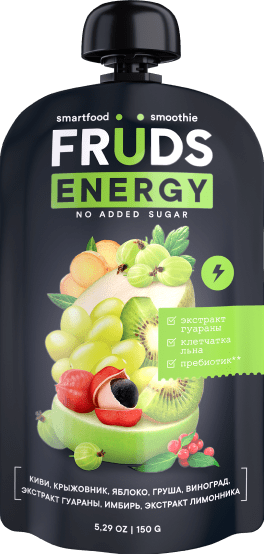 smartfood smoothie
FRÜDS
ENERGY
NO ADDED SUGAR
экстракт
гуараны
клетчатка
льна
пребиотик**
КИВИ, КРЫЖОВНИК, ЯБЛОКО, ГРУША, ВИНОГРАД,
ЭКСТРАКТ ГУАРАНЫ, ИМБИРЬ, ЭКСТРАКТ ЛИМОННИКА
5.29 OZ | 150 G